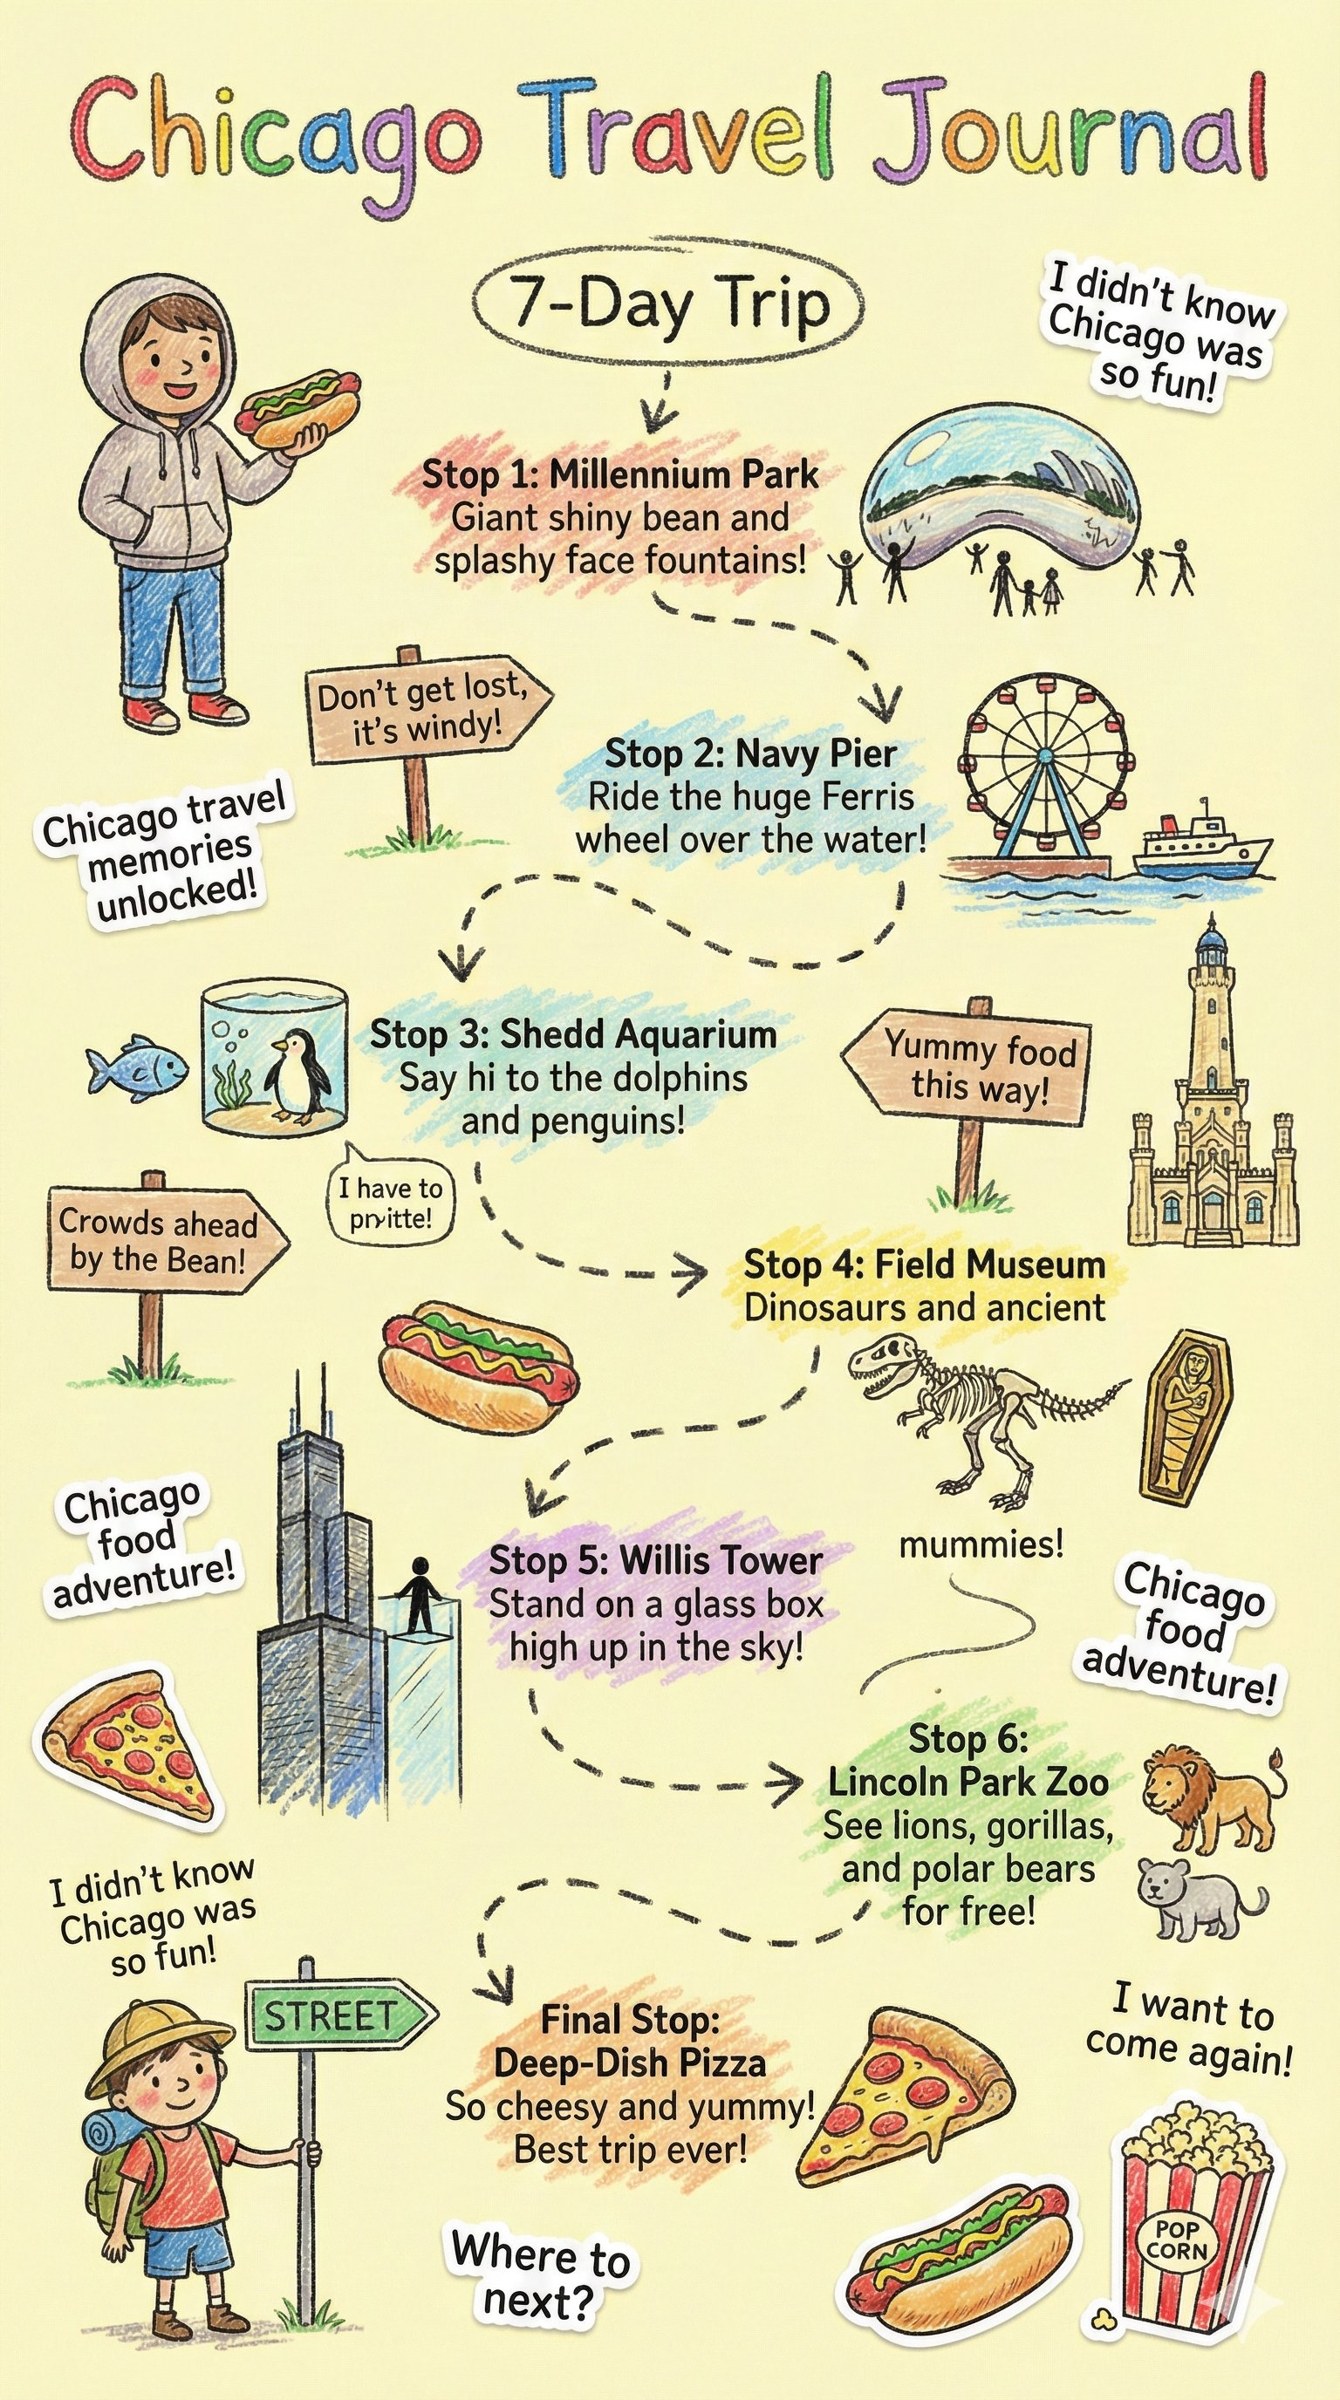 Chicago Travel Journal
7-Day Trip
I didn't know
Chicago was
so fun!
Stop 1: Millennium Park
Giant shiny bean and
splashy face fountains!
Don't get lost,
it's windy!
Stop 2: Navy Pier
Ride the huge Ferris
wheel over the water!
Chicago travel
memories
unlocked!
Stop 3: Shedd Aquarium
Say hi to the dolphins
and penguins!
Yummy food
this way!
I have to
Crowds ahead
by the Bean!
Stop 4: Field Museum
Dinosaurs and ancient
mummies!
Chicago
food
adventure!
Stop 5: Willis Tower
Stand on a glass box
high up in the sky!
Chicago
food
adventure!
Stop 6:
Lincoln Park Zoo
See lions, gorillas,
and polar bears
for free!
I didn't know
Chicago was
so fun!
STREET
Final Stop:
Deep-Dish Pizza
So cheesy and yummy!
Best trip ever!
I want to
come again!
POP
CORN
Where to
next?